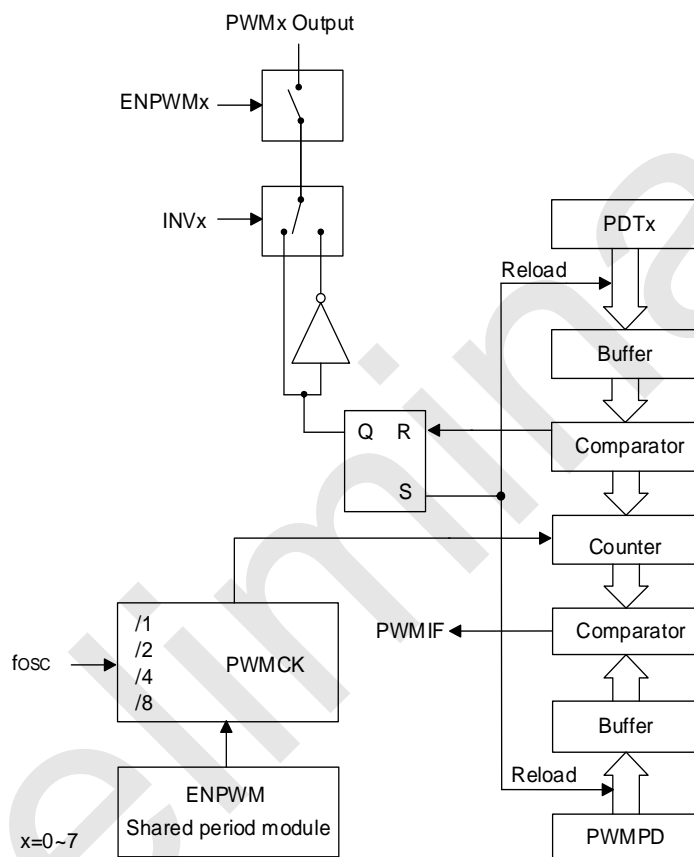 PWMx Output
ENPWMx
INVx
PDTx
Reload
Buffer
Q R
S
Comparator
Counter
/1
/2
/4
/8
PWMCK
fosc
PWMIF
Comparator
Buffer
Reload
ENPWM
Shared period module
PWMPD
x=0~7
elimina